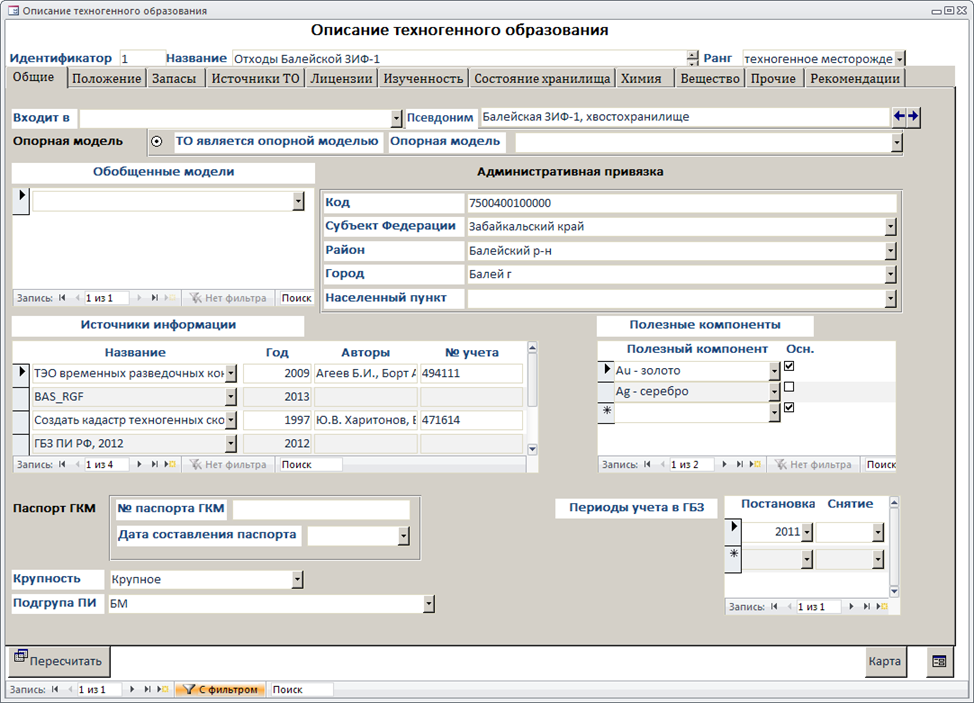 Описание техногенного образования
Описание техногенного образования
Идентификатор 1 Название Отходы Балейской ЗИФ-1 Ранг техногенное месторожде
Общие Положение Запасы Источники ТО Лицензии Изученность Состояние хранилища Химия Вещество Прочие Рекомендации
Входит в Псевдоним Балейская ЗИФ-1, хвостохранилище
Опорная модель ТО является опорной моделью Опорная модель
Обобщенные модели
Запись: 1 из 1 Нет фильтра Поиск
Административная привязка
Код 7500400100000
Субъект Федерации Забайкальский край
Район Балейский р-н
Город Балей г
Населенный пункт
Источники информации
Название Год Авторы № учета
ТЭО временных разведочных кон 2009 Агеев Б.И., Борт А 494111
BAS_RGF 2013
Создать кадастр техногенных ско 1997 Ю.В. Харитонов, Е 471614
ГБЗ ПИ РФ, 2012 2012
Запись: 1 из 4 Нет фильтра Поиск
Полезные компоненты
Полезный компонент Осн.
Au - золото
Ag - серебро
Запись: 1 из 2 Нет фильтра Поиск
Паспорт ГКМ № паспорта ГКМ
Дата составления паспорта
Периоды учета в ГБЗ
Постановка Снятие
2011
Запись: 1 из 1
Крупность Крупное
Подгрупа ПИ БМ
Пересчитать Карта
Запись: 1 из 1 С фильтром Поиск